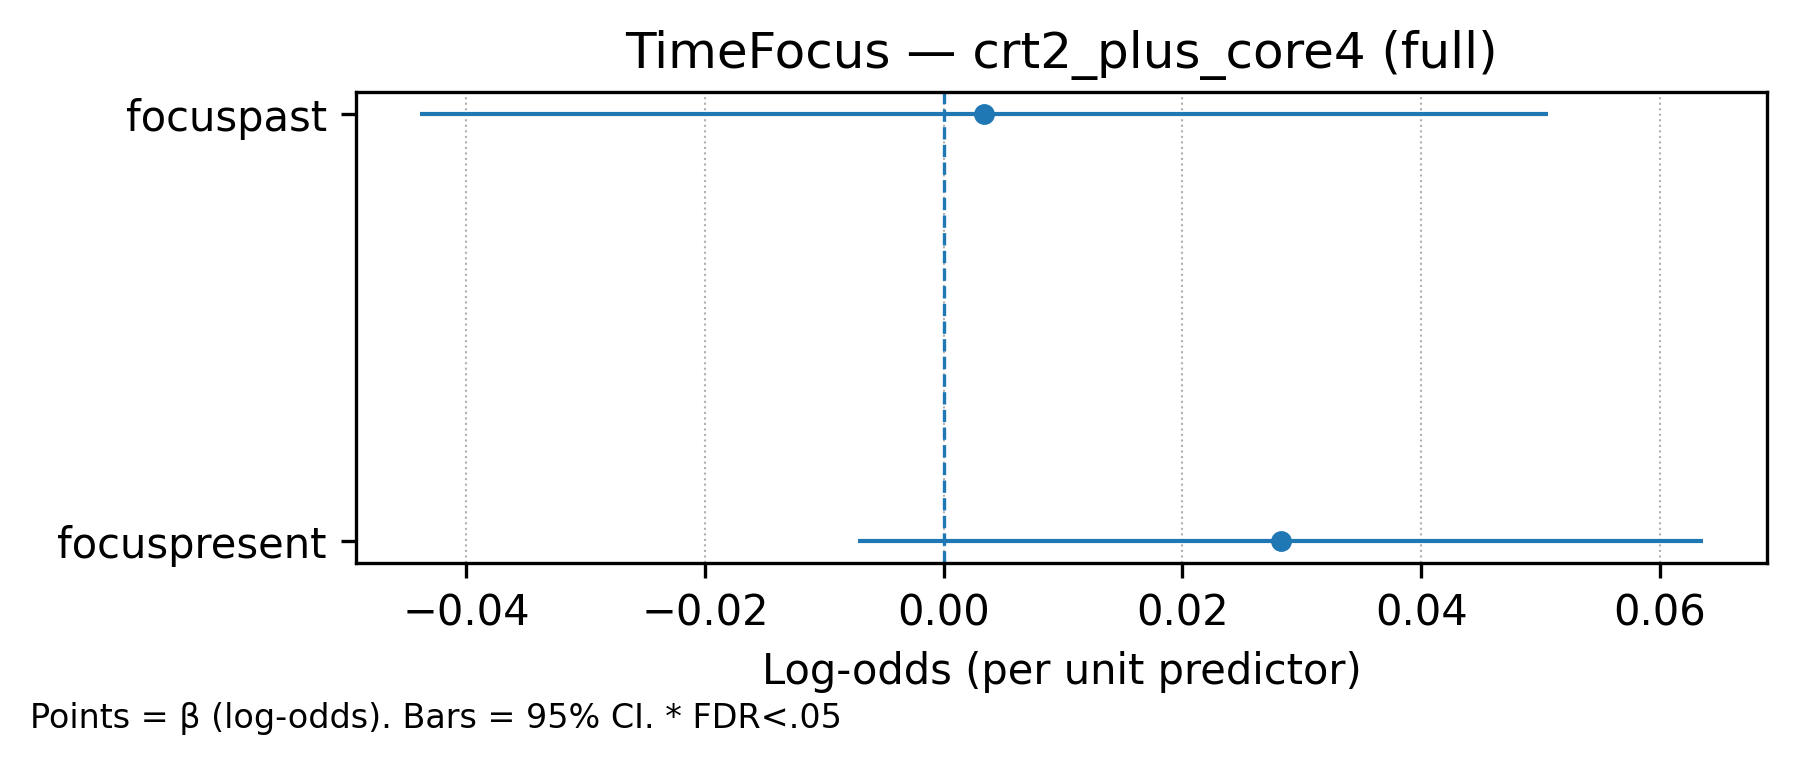 TimeFocus — crt2_plus_core4 (full)
focuspast
focuspresent
−0.04 −0.02 0.00 0.02 0.04 0.06
Log-odds (per unit predictor)
Points = β (log-odds). Bars = 95% CI. * FDR<.05